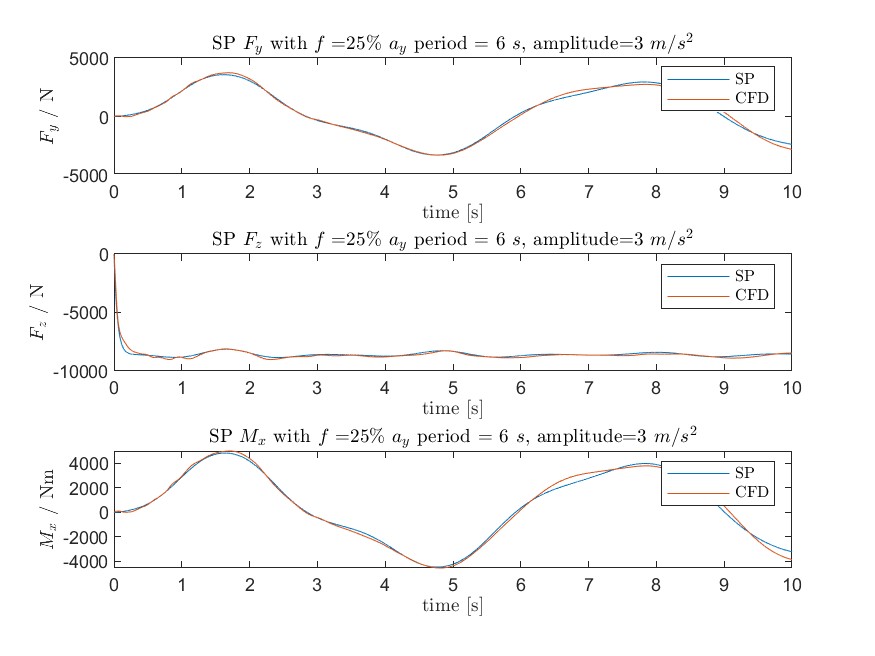 SP F_y with f =25% a_y period = 6 s, amplitude=3 m/s²
5000
0
-5000
F_y / N
SP
CFD
0 1 2 3 4 5 6 7 8 9 10
time [s]
SP F_z with f =25% a_y period = 6 s, amplitude=3 m/s²
0
-5000
-10000
F_z / N
SP
CFD
0 1 2 3 4 5 6 7 8 9 10
time [s]
SP M_x with f =25% a_y period = 6 s, amplitude=3 m/s²
4000
2000
0
-2000
-4000
M_x / Nm
SP
CFD
0 1 2 3 4 5 6 7 8 9 10
time [s]